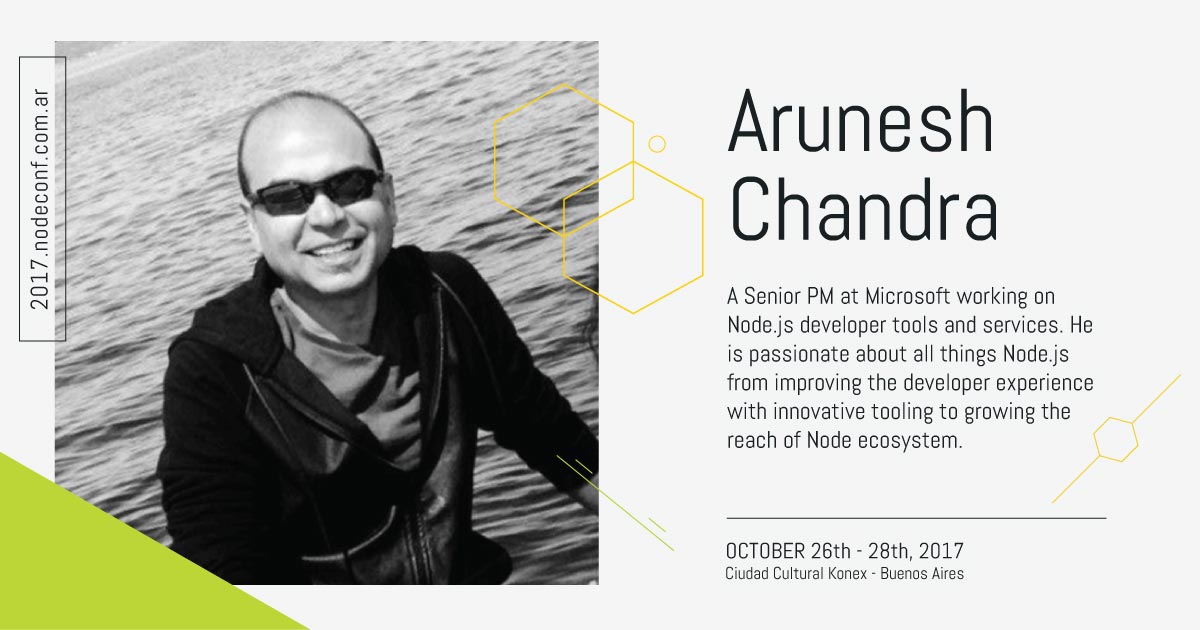 2017.nodeconf.com.ar
Arunesh
Chandra
A Senior PM at Microsoft working on
Node.js developer tools and services. He
is passionate about all things Node.js
from improving the developer experience
with innovative tooling to growing the
reach of Node ecosystem.
OCTOBER 26th - 28th, 2017
Ciudad Cultural Konex - Buenos Aires